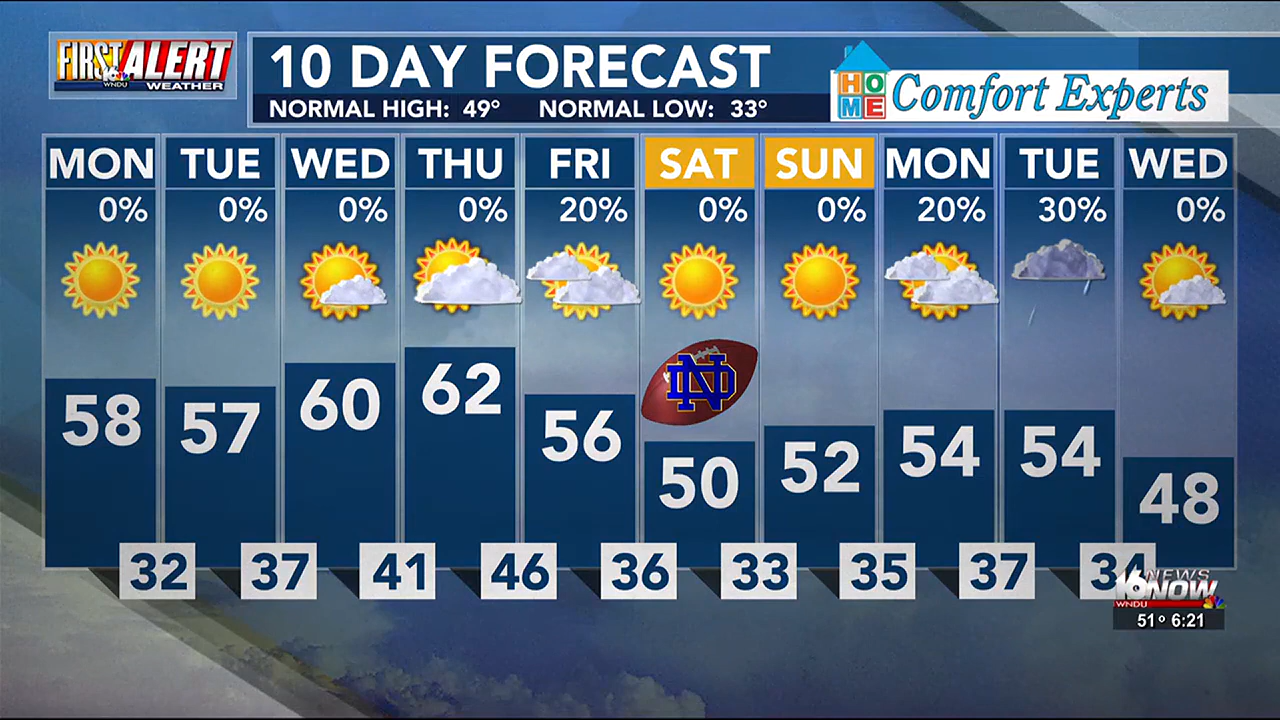 FIRST ALERT
16 WNDU
WEATHER
10 DAY FORECAST
NORMAL HIGH: 49° NORMAL LOW: 33°
HOME Comfort Experts
MON TUE WED THU FRI SAT SUN MON TUE WED
0% 0% 0% 0% 20% 0% 0% 20% 30% 0%
ND
58 57 60 62 56 50 52 54 54 48
32 37 41 46 36 33 35 37 34
16 NEWS NOW
WNDU
51° 6:21